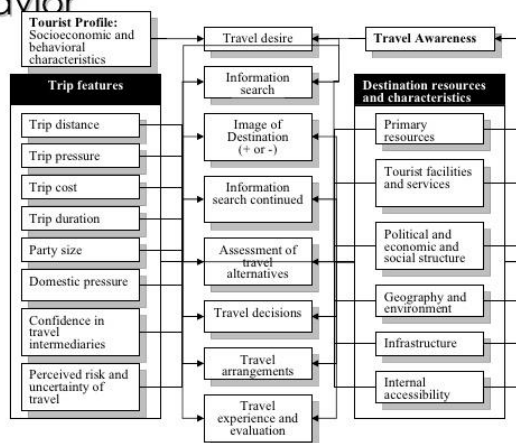 Tourist Profile:
Socioeconomic and
behavioral
characteristics
Travel desire
Travel Awareness
Trip features
Trip distance
Trip pressure
Trip cost
Trip duration
Party size
Domestic pressure
Confidence in
travel
intermediaries
Perceived risk and
uncertainty of
travel
Information
search
Image of
Destination
(+ or -)
Information
search continued
Assessment of
travel
alternatives
Travel decisions
Travel
arrangements
Travel
experience and
evaluation
Destination resources
and characteristics
Primary
resources
Tourist facilities
and services
Political and
economic and
social structure
Geography and
environment
Infrastructure
Internal
accessibility